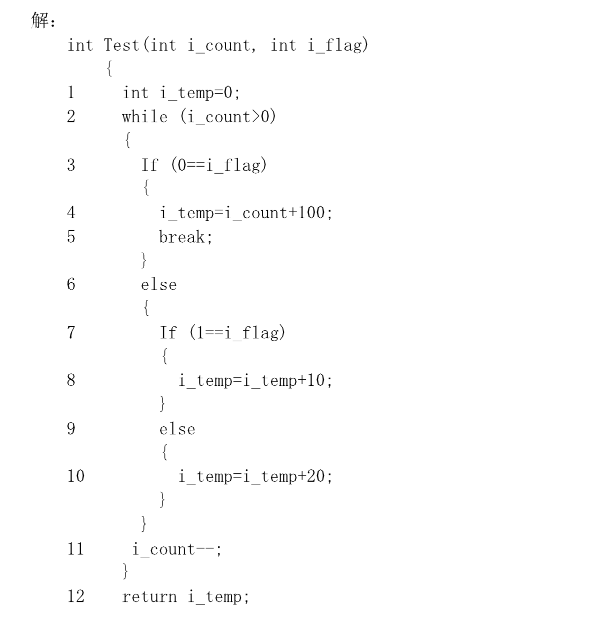 解：
int Test(int i_count, int i_flag)
{
1 int i_temp=0;
2 while (i_count>0)
{
3 If (0==i_flag)
{
4 i_temp=i_count+100;
5 break;
}
6 else
{
7 If (1==i_flag)
{
8 i_temp=i_temp+10;
}
9 else
{
10 i_temp=i_temp+20;
}
}
11 i_count--;
}
12 return i_temp;